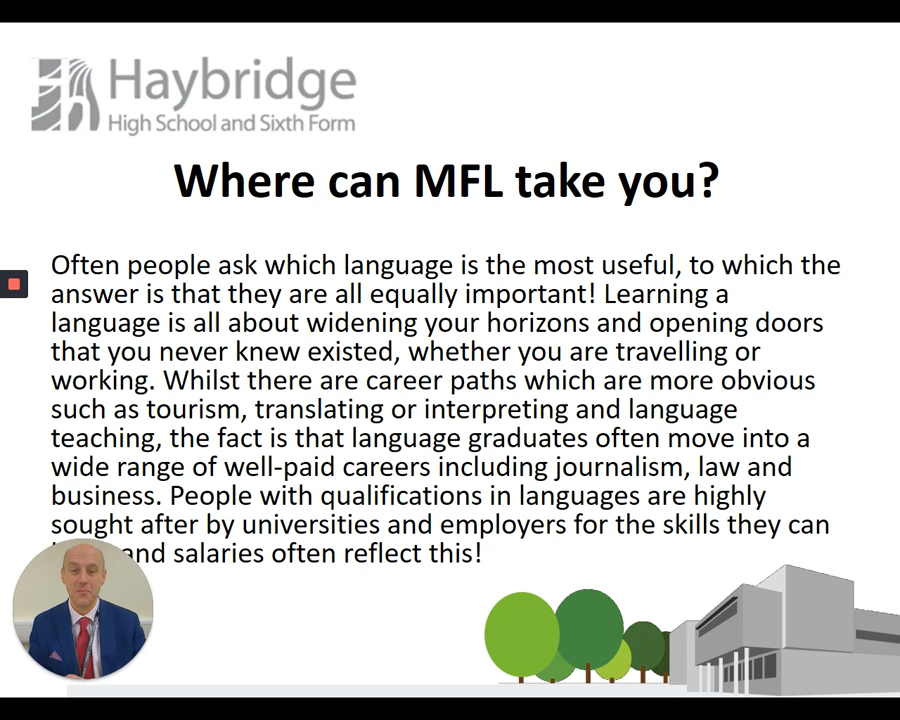 Haybridge
High School and Sixth Form
Where can MFL take you?
Often people ask which language is the most useful, to which the
answer is that they are all equally important! Learning a
language is all about widening your horizons and opening doors
that you never knew existed, whether you are travelling or
working. Whilst there are career paths which are more obvious
such as tourism, translating or interpreting and language
teaching, the fact is that language graduates often move into a
wide range of well-paid careers including journalism, law and
business. People with qualifications in languages are highly
sought after by universities and employers for the skills they can
and salaries often reflect this!